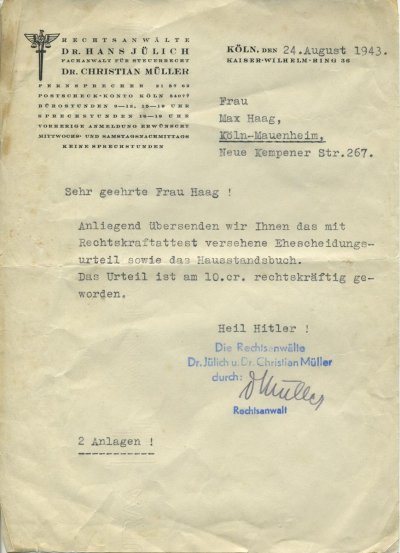 RECHTSANWÄLTE
DR. HANS JÜLICH
FACHANWALT FÜR STEUERRECHT
DR. CHRISTIAN MÜLLER
FERNSPRECHER 21 57 62
POSTSCHECK-KONTO KÖLN 54077
BÜROSTUNDEN 9—13, 15—19 UHR
SPRECHSTUNDEN 16—19 UHR
VORHERIGE ANMELDUNG ERWÜNSCHT
MITTWOCHS- UND SAMSTAGSNACHMITTAGS
KEINE SPRECHSTUNDEN
KÖLN, DEN 24.August 1943.
KAISER-WILHELM-RING 36
Frau
Max Haag,
Köln-Mauenheim,
Neue Kempener Str.267.
Sehr geehrte Frau Haag !
Anliegend übersenden wir Ihnen das mit
Rechtskraftattest versehene Ehescheidungs-
urteil sowie das Hausstandsbuch.
Das Urteil ist am 10.cr. rechtskräftig ge-
worden.
Heil Hitler !
Die Rechtsanwälte
Dr. Jülich u. Dr. Christian Müller
durch: DMüller
Rechtsanwalt
2 Anlagen !